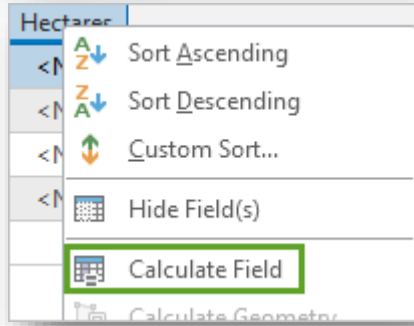 Hectares
<N
Sort Ascending
<N
Sort Descending
<N
Custom Sort...
<N
Hide Field(s)
Calculate Field
Calculate Geometry